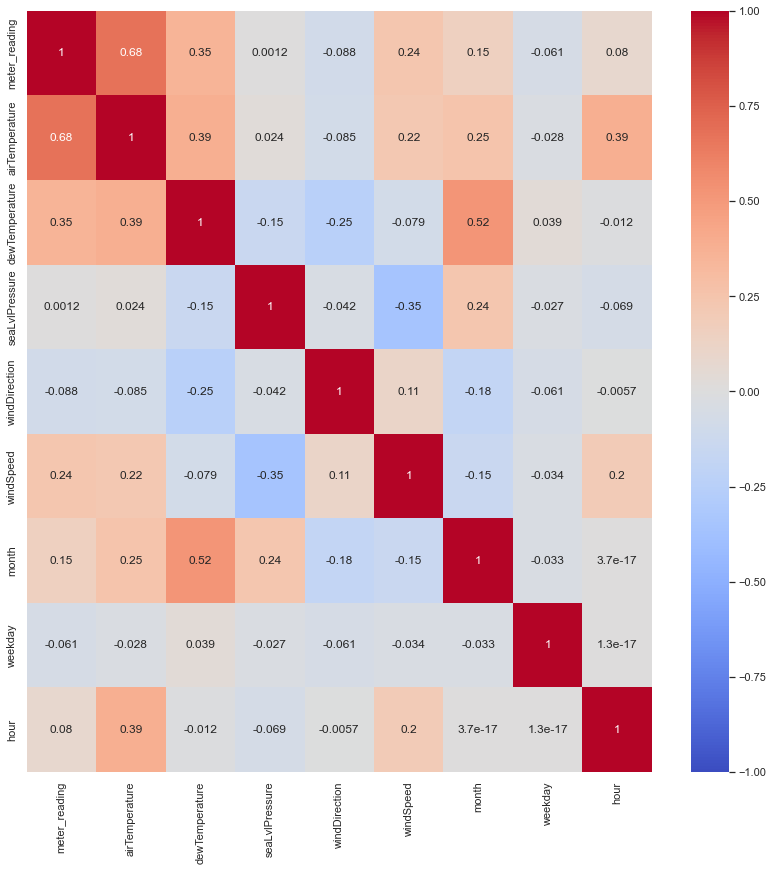 meter_reading 1 0.68 0.35 0.0012 -0.088 0.24 0.15 -0.061 0.08
airTemperature 0.68 1 0.39 0.024 -0.085 0.22 0.25 -0.028 0.39
dewTemperature 0.35 0.39 1 -0.15 -0.25 -0.079 0.52 0.039 -0.012
seaLvlPressure 0.0012 0.024 -0.15 1 -0.042 -0.35 0.24 -0.027 -0.069
windDirection -0.088 -0.085 -0.25 -0.042 1 0.11 -0.18 -0.061 -0.0057
windSpeed 0.24 0.22 -0.079 -0.35 0.11 1 -0.15 -0.034 0.2
month 0.15 0.25 0.52 0.24 -0.18 -0.15 1 -0.033 3.7e-17
weekday -0.061 -0.028 0.039 -0.027 -0.061 -0.034 -0.033 1 1.3e-17
hour 0.08 0.39 -0.012 -0.069 -0.0057 0.2 3.7e-17 1.3e-17 1
meter_reading airTemperature dewTemperature seaLvlPressure windDirection windSpeed month weekday hour
1.00
0.75
0.50
0.25
0.00
−0.25
−0.50
−0.75
−1.00